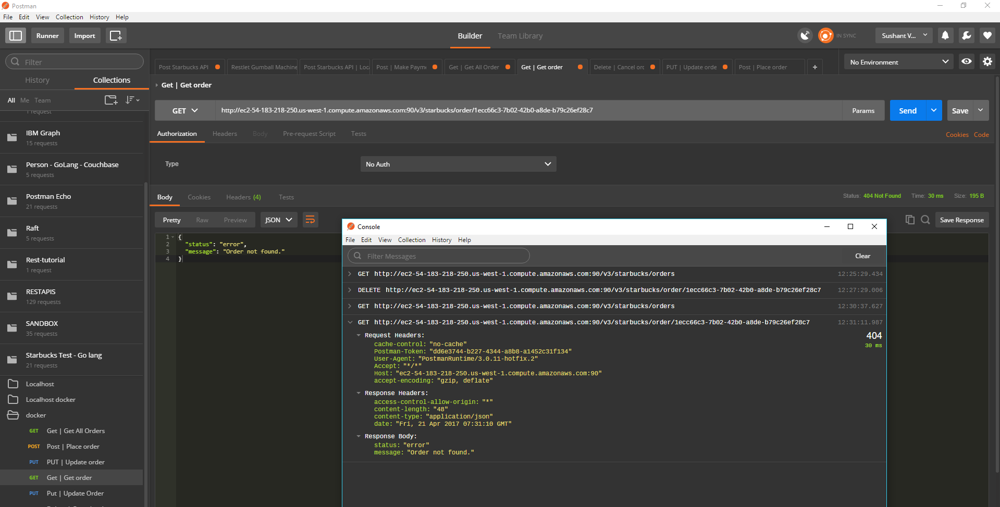 Postman
File Edit View Collection History Help
Runner Import Builder Team Library IN SYNC Sushant V...
Filter
History Collections
All Me Team
1 request
IBM Graph
15 requests
Person - GoLang - Couchbase
5 requests
Postman Echo
21 requests
Raft
5 requests
Rest-tutorial
1 request
RESTAPIS
129 requests
SANDBOX
35 requests
Starbucks Test - Go lang
21 requests
Localhost
Localhost docker
docker
GET Get | Get All Orders
POST Post | Place order
PUT PUT | Update order
GET Get | Get order
PUT Put | Update Order
Post Starbucks API Restlet Gumball Machine Post Starbucks API | Loc Post | Make Paym Get | Get All Order Get | Get order Delete | Cancel orc PUT | Update orde Post | Place order +
No Environment
Get | Get order
GET http://ec2-54-183-218-250.us-west-1.compute.amazonaws.com:90/v3/starbucks/order/1ecc66c3-7b02-42b0-a8de-b79c26ef28c7 Params Send Save
Authorization Headers Body Pre-request Script Tests Cookies Code
Type No Auth
Body Cookies Headers (4) Tests Status: 404 Not Found Time: 30 ms Size: 195 B
Pretty Raw Preview JSON Save Response
1 {
2 "status": "error",
3 "message": "Order not found."
4 }
Console
File Edit View Collection History Help
Filter Messages Clear
GET http://ec2-54-183-218-250.us-west-1.compute.amazonaws.com:90/v3/starbucks/orders 12:25:29.434
DELETE http://ec2-54-183-218-250.us-west-1.compute.amazonaws.com:90/v3/starbucks/order/1ecc66c3-7b02-42b0-a8de-b79c26ef28c7 12:27:29.006
GET http://ec2-54-183-218-250.us-west-1.compute.amazonaws.com:90/v3/starbucks/orders 12:30:37.627
GET http://ec2-54-183-218-250.us-west-1.compute.amazonaws.com:90/v3/starbucks/order/1ecc66c3-7b02-42b0-a8de-b79c26ef28c7 12:31:11.987
Request Headers: 404
cache-control: "no-cache" 30 ms
Postman-Token: "dd6e3744-b227-4344-a8b8-a1452c31f134"
User-Agent: "PostmanRuntime/3.0.11-hotfix.2"
Accept: "*/*"
Host: "ec2-54-183-218-250.us-west-1.compute.amazonaws.com:90"
accept-encoding: "gzip, deflate"
Response Headers:
access-control-allow-origin: "*"
content-length: "48"
content-type: "application/json"
date: "Fri, 21 Apr 2017 07:31:10 GMT"
Response Body:
status: "error"
message: "Order not found."